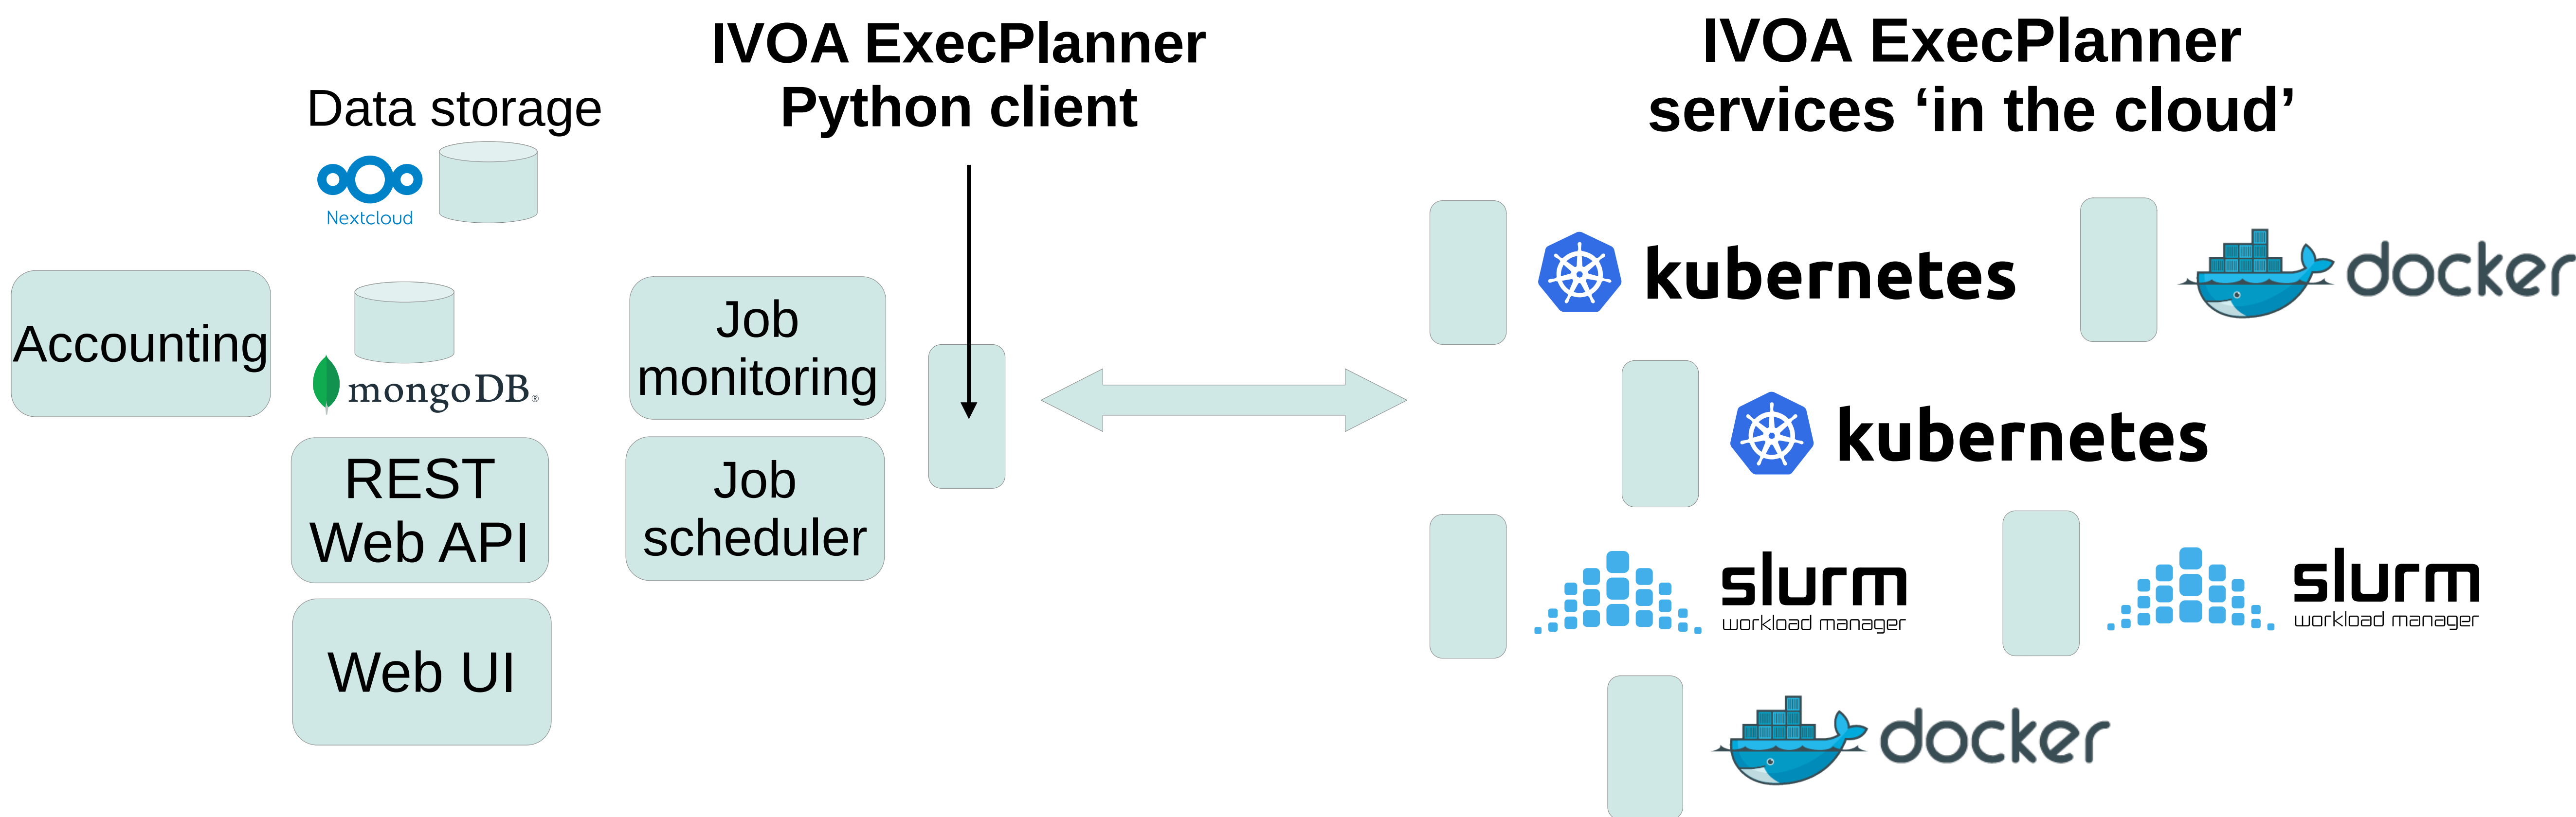 IVOA ExecPlanner
Python client
IVOA ExecPlanner
services ‘in the cloud’
Data storage
Nextcloud
Accounting
mongoDB®
REST
Web API
Web UI
Job
monitoring
Job
scheduler
kubernetes
docker
kubernetes
slurm
workload manager
slurm
workload manager
docker